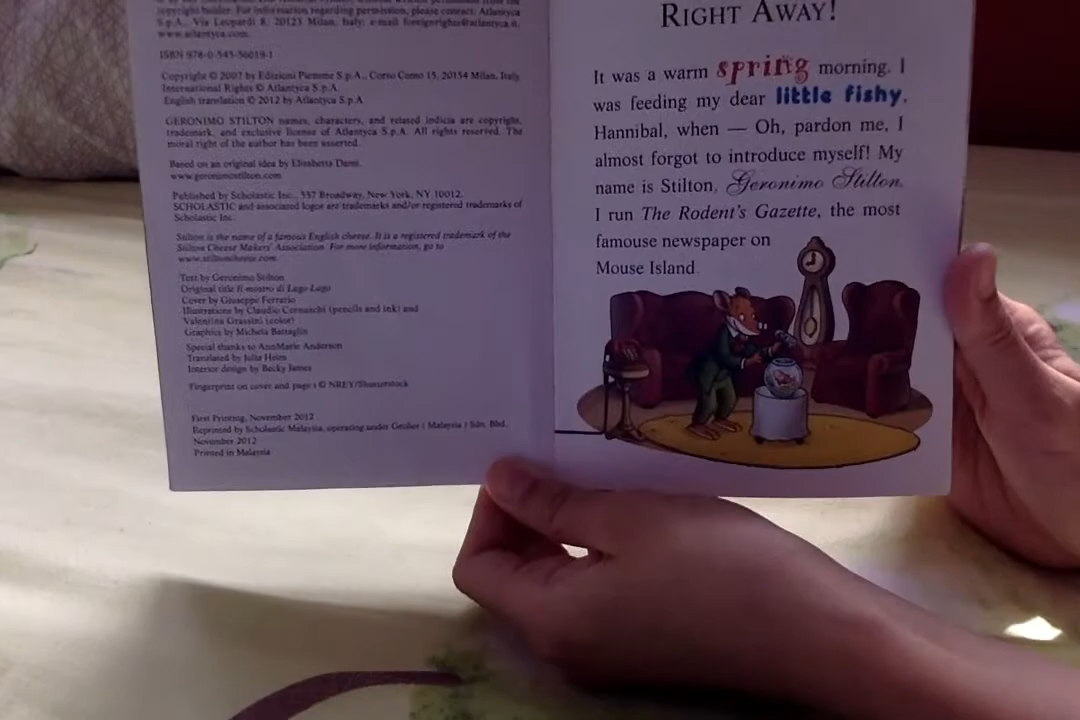 copyright holder. For information regarding permission, please contact: Atlantyca
S.p.A., Via Leopardi 8, 20123 Milan, Italy; e-mail foreignrights@atlantyca.it,
www.atlantyca.com.
ISBN 978-0-545-56019-1
Copyright © 2007 by Edizioni Piemme S.p.A., Corso Como 15, 20154 Milan, Italy.
International Rights © Atlantyca S.p.A.
English translation © 2012 by Atlantyca S.p.A.
GERONIMO STILTON names, characters, and related indicia are copyright,
trademark, and exclusive license of Atlantyca S.p.A. All rights reserved. The
moral right of the author has been asserted.
Based on an original idea by Elisabetta Dami.
www.geronimostilton.com
Published by Scholastic Inc., 557 Broadway, New York, NY 10012.
SCHOLASTIC and associated logos are trademarks and/or registered trademarks of
Scholastic Inc.
Stilton is the name of a famous English cheese. It is a registered trademark of the
Stilton Cheese Makers' Association. For more information, go to
www.stiltoncheese.com.
Text by Geronimo Stilton
Original title Il mostro di Lago Lago
Cover by Giuseppe Ferrario
Illustrations by Claudio Cernuschi (pencils and ink) and
Valentina Grassini (color)
Graphics by Michela Battaglin
Special thanks to AnnMarie Anderson
Translated by Julia Heim
Interior design by Becky James
Fingerprint on cover and page i © NREY/Shutterstock
First Printing, November 2012
Reprinted by Scholastic Malaysia, operating under Grolier ( Malaysia ) Sdn. Bhd.
November 2012
Printed in Malaysia
RIGHT AWAY!
It was a warm spring morning. I
was feeding my dear little fishy,
Hannibal, when — Oh, pardon me, I
almost forgot to introduce myself! My
name is Stilton, Geronimo Stilton.
I run The Rodent's Gazette, the most
famouse newspaper on
Mouse Island.